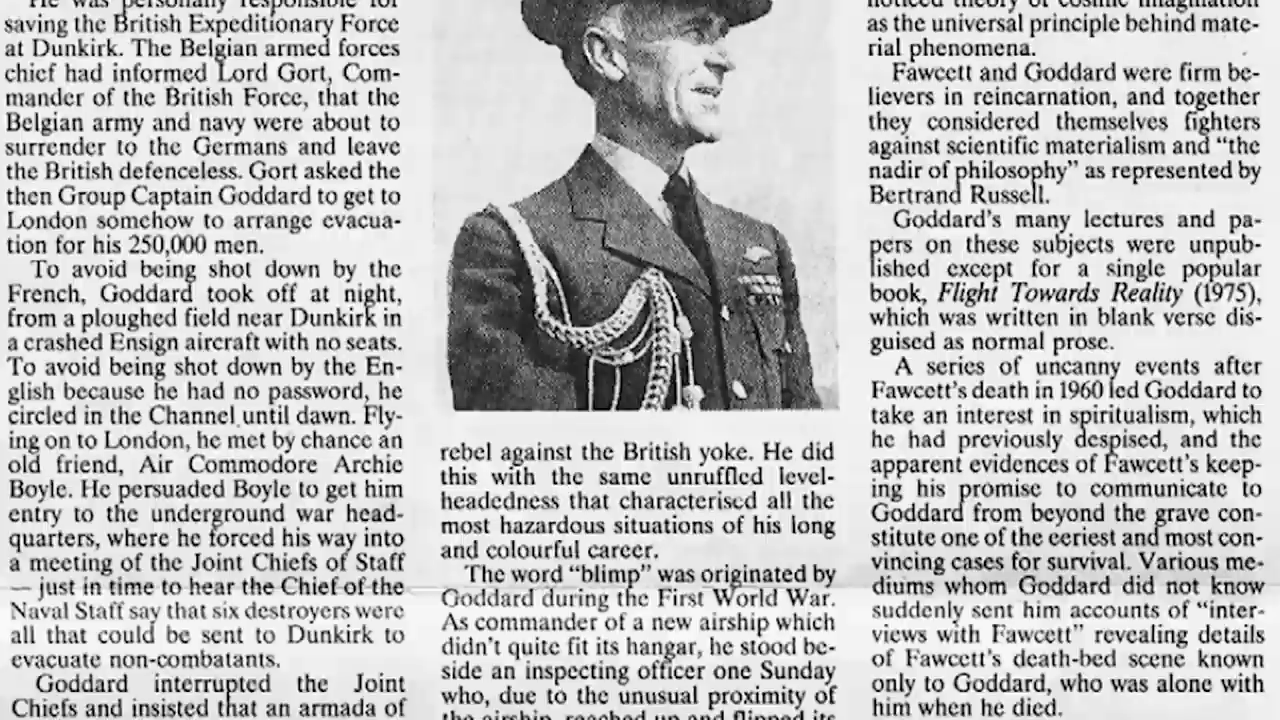 He was personally responsible for
saving the British Expeditionary Force
at Dunkirk. The Belgian armed forces
chief had informed Lord Gort, Com-
mander of the British Force, that the
Belgian army and navy were about to
surrender to the Germans and leave
the British defenceless. Gort asked the
then Group Captain Goddard to get to
London somehow to arrange evacua-
tion for his 250,000 men.
To avoid being shot down by the
French, Goddard took off at night,
from a ploughed field near Dunkirk in
a crashed Ensign aircraft with no seats.
To avoid being shot down by the En-
glish because he had no password, he
circled in the Channel until dawn. Fly-
ing on to London, he met by chance an
old friend, Air Commodore Archie
Boyle. He persuaded Boyle to get him
entry to the underground war head-
quarters, where he forced his way into
a meeting of the Joint Chiefs of Staff
— just in time to hear the Chief of the
Naval Staff say that six destroyers were
all that could be sent to Dunkirk to
evacuate non-combatants.
Goddard interrupted the Joint
Chiefs and insisted that an armada of
rebel against the British yoke. He did
this with the same unruffled level-
headedness that characterised all the
most hazardous situations of his long
and colourful career.
The word "blimp" was originated by
Goddard during the First World War.
As commander of a new airship which
didn't quite fit its hangar, he stood be-
side an inspecting officer one Sunday
who, due to the unusual proximity of
the airship, reached up and flipped its
noticed theory of cosmic imagination
as the universal principle behind mate-
rial phenomena.
Fawcett and Goddard were firm be-
lievers in reincarnation, and together
they considered themselves fighters
against scientific materialism and "the
nadir of philosophy" as represented by
Bertrand Russell.
Goddard's many lectures and pa-
pers on these subjects were unpub-
lished except for a single popular
book, Flight Towards Reality (1975),
which was written in blank verse dis-
guised as normal prose.
A series of uncanny events after
Fawcett's death in 1960 led Goddard to
take an interest in spiritualism, which
he had previously despised, and the
apparent evidences of Fawcett's keep-
ing his promise to communicate to
Goddard from beyond the grave con-
stitute one of the eeriest and most con-
vincing cases for survival. Various me-
diums whom Goddard did not know
suddenly sent him accounts of "inter-
views with Fawcett" revealing details
of Fawcett's death-bed scene known
only to Goddard, who was alone with
him when he died.